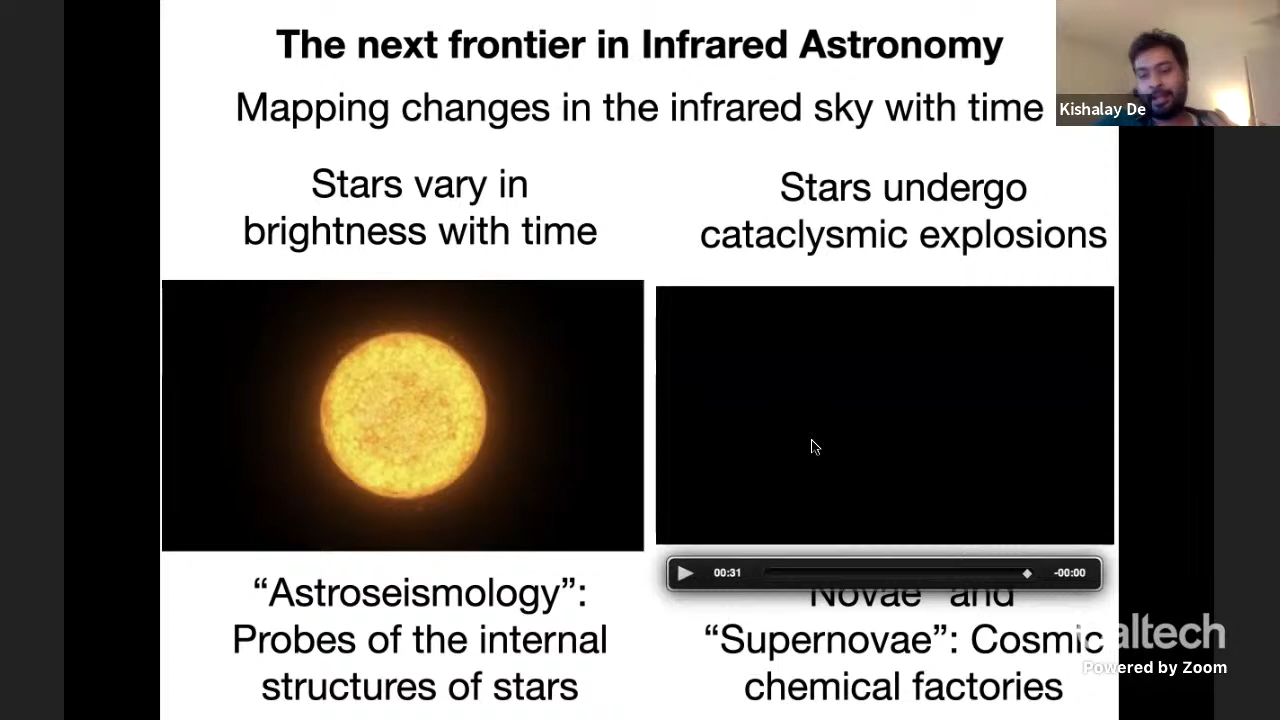 The next frontier in Infrared Astronomy
Mapping changes in the infrared sky with time
Kishalay De
Stars vary in
brightness with time
Stars undergo
cataclysmic explosions
00:31
-00:00
“Astroseismology”:
Probes of the internal
structures of stars
“Novae” and
“Supernovae”: Cosmic
chemical factories
Caltech
Powered by Zoom